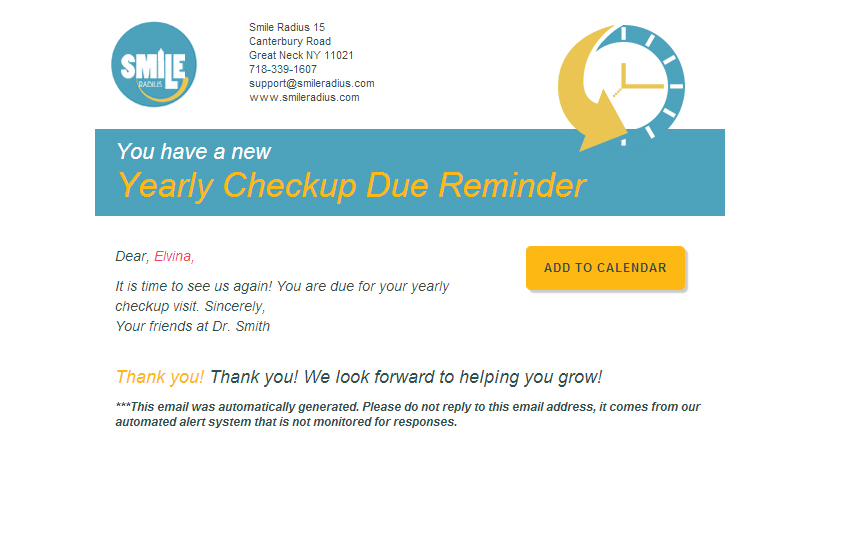 SMILE
RADIUS
Smile Radius 15
Canterbury Road
Great Neck NY 11021
718-339-1607
support@smileradius.com
www.smileradius.com
You have a new
Yearly Checkup Due Reminder
Dear, Elvina,
ADD TO CALENDAR
It is time to see us again! You are due for your yearly
checkup visit. Sincerely,
Your friends at Dr. Smith
Thank you! Thank you! We look forward to helping you grow!
***This email was automatically generated. Please do not reply to this email address, it comes from our
automated alert system that is not monitored for responses.